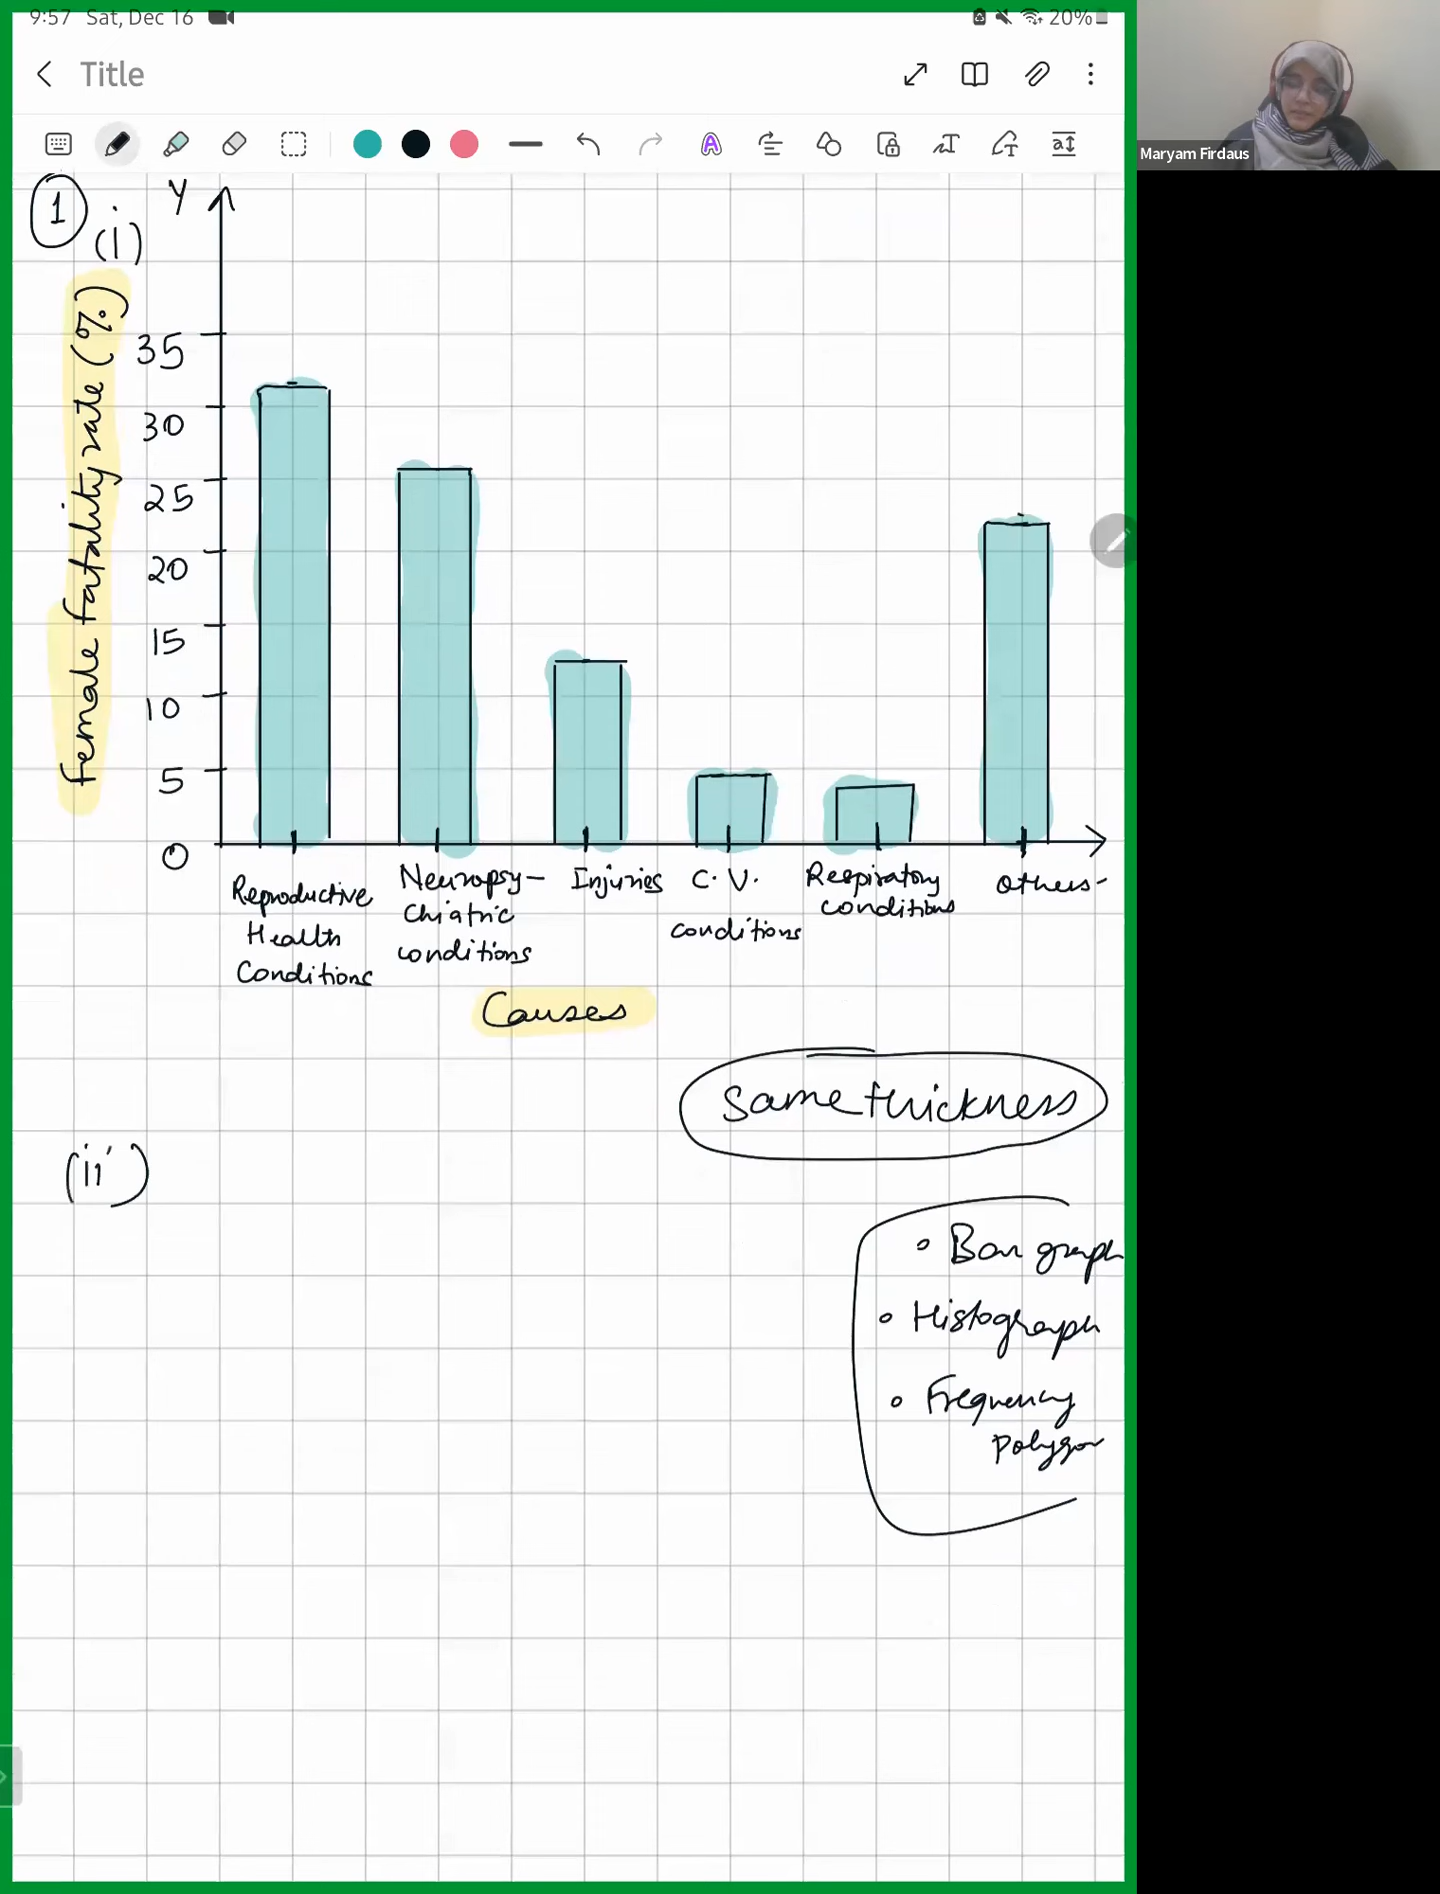 9:57 Sat, Dec 16
20%
Title
Maryam Firdaus
1
(i)
Y
Female fatality rate (%)
35
30
25
20
15
10
5
0
Reproductive
Health
Conditions
Neuropsy-
chiatric
conditions
Injuries
C.V.
conditions
Respiratory
conditions
Others
Causes
Same thickness
(ii)
Bar graph
Histograph
Frequency
polygon